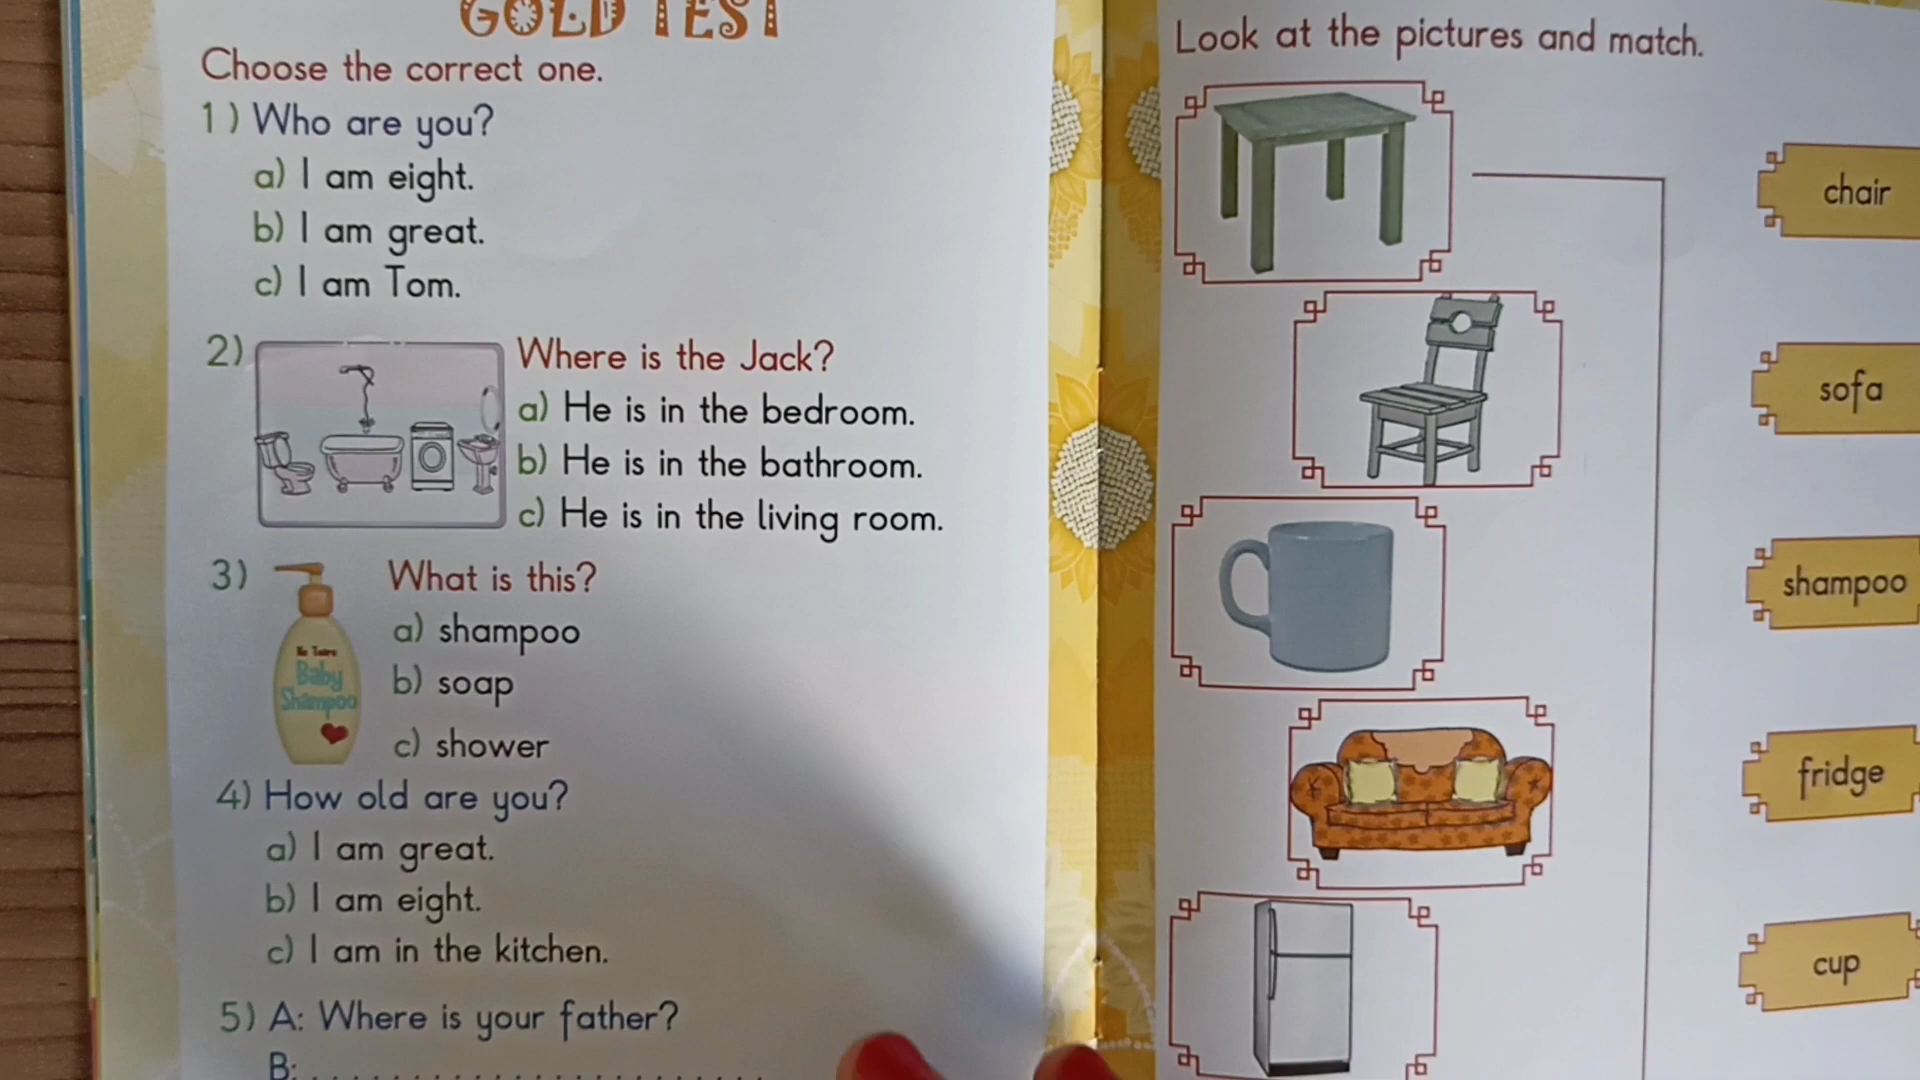 GOLD TEST
Choose the correct one.
1) Who are you?
a) I am eight.
b) I am great.
c) I am Tom.
2) Where is the Jack?
a) He is in the bedroom.
b) He is in the bathroom.
c) He is in the living room.
3) What is this?
No Tears
Baby
Shampoo
a) shampoo
b) soap
c) shower
4) How old are you?
a) I am great.
b) I am eight.
c) I am in the kitchen.
5) A: Where is your father?
B: ..............................
Look at the pictures and match.
chair
sofa
shampoo
fridge
cup